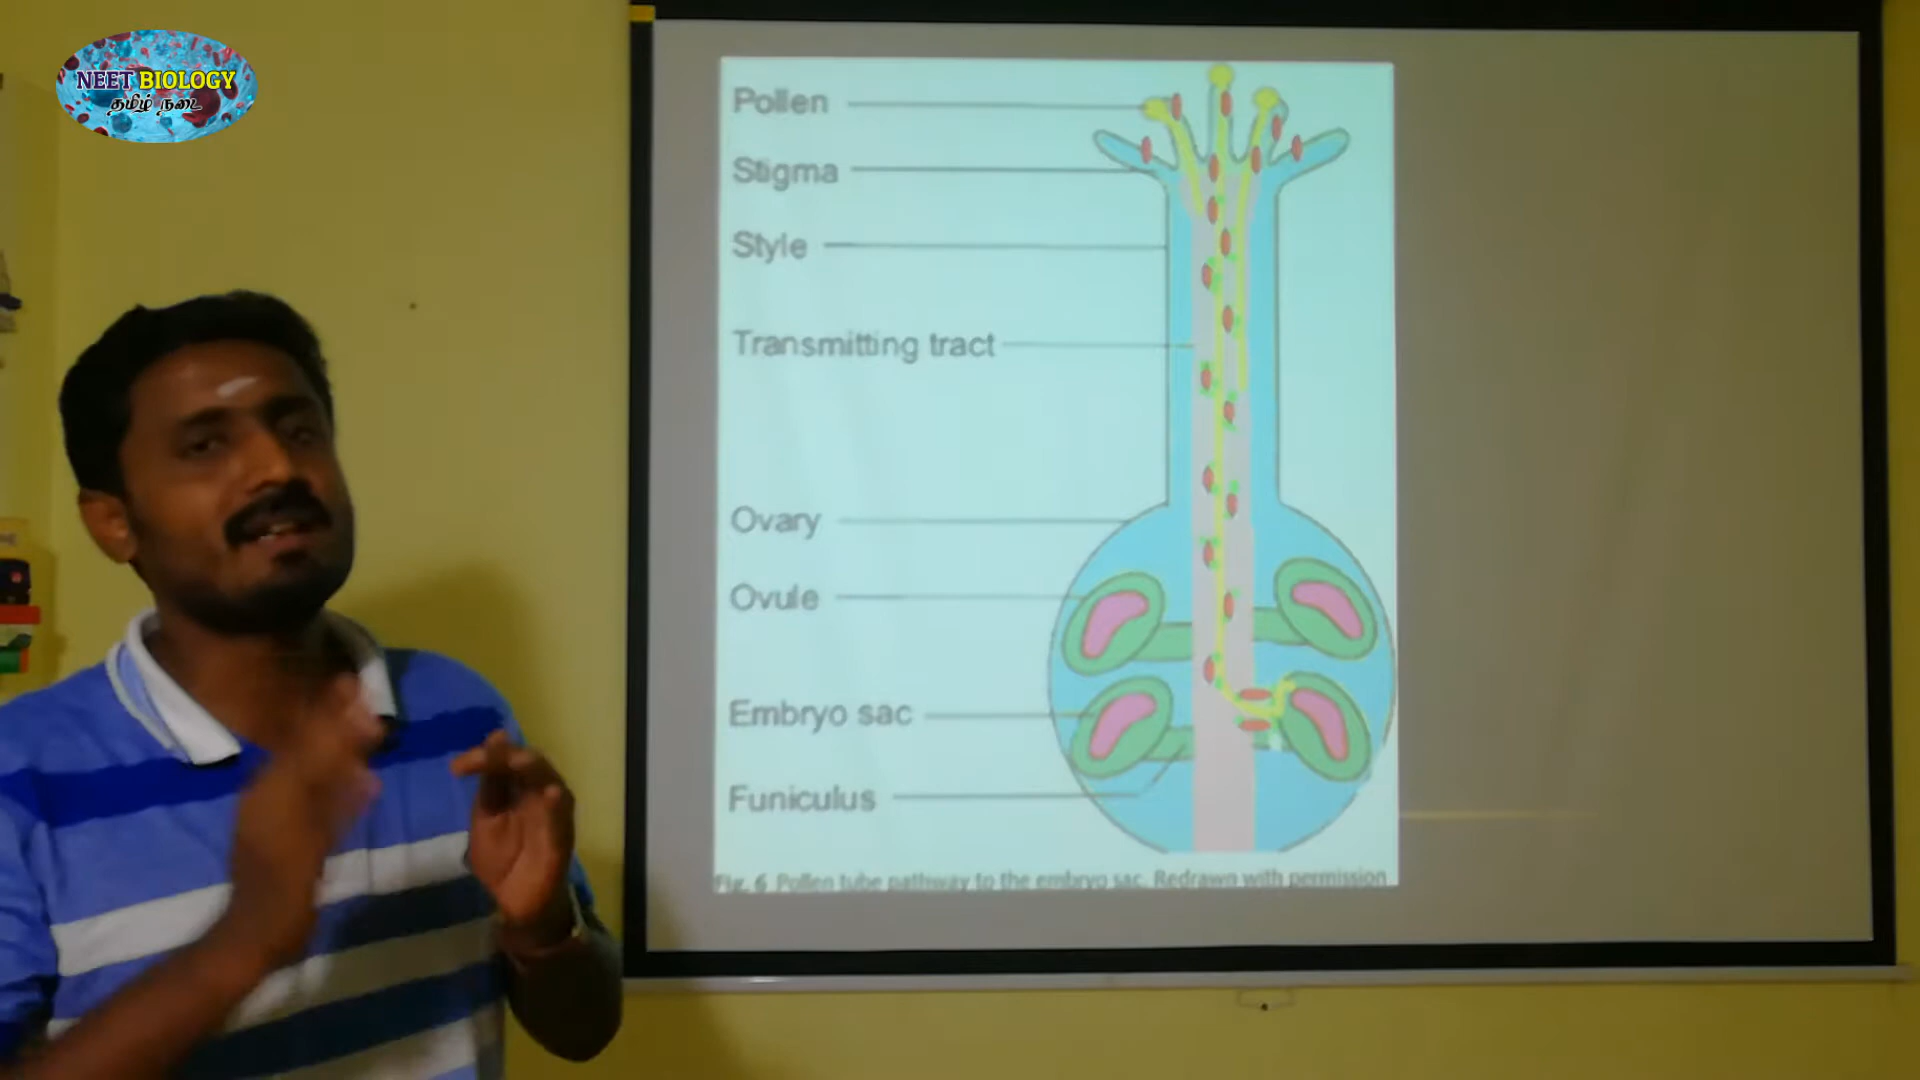 NEET BIOLOGY
தமிழ் நடை
Pollen
Stigma
Style
Transmitting tract
Ovary
Ovule
Embryo sac
Funiculus
Fig. 6 Pollen tube pathway to the embryo sac. Redrawn with permission